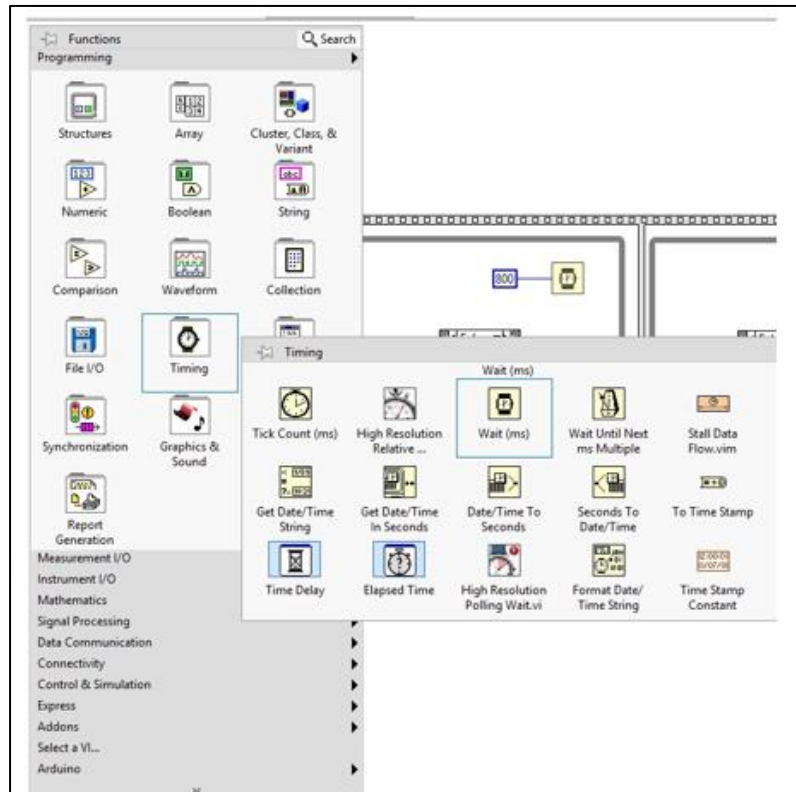 Functions
Search
Programming
Structures
Array
Cluster, Class, &
Variant
Numeric
Boolean
String
Comparison
Waveform
Collection
File I/O
Timing
Synchronization
Graphics &
Sound
Report
Generation
Measurement I/O
Instrument I/O
Mathematics
Signal Processing
Data Communication
Connectivity
Control & Simulation
Express
Addons
Select a VI...
Arduino
800
Timing
Wait (ms)
Tick Count (ms)
High Resolution
Relative ...
Wait (ms)
Wait Until Next
ms Multiple
Stall Data
Flow.vim
Get Date/Time
String
Get Date/Time
In Seconds
Date/Time To
Seconds
Seconds To
Date/Time
To Time Stamp
Time Delay
Elapsed Time
High Resolution
Polling Wait.vi
Format Date/
Time String
Time Stamp
Constant